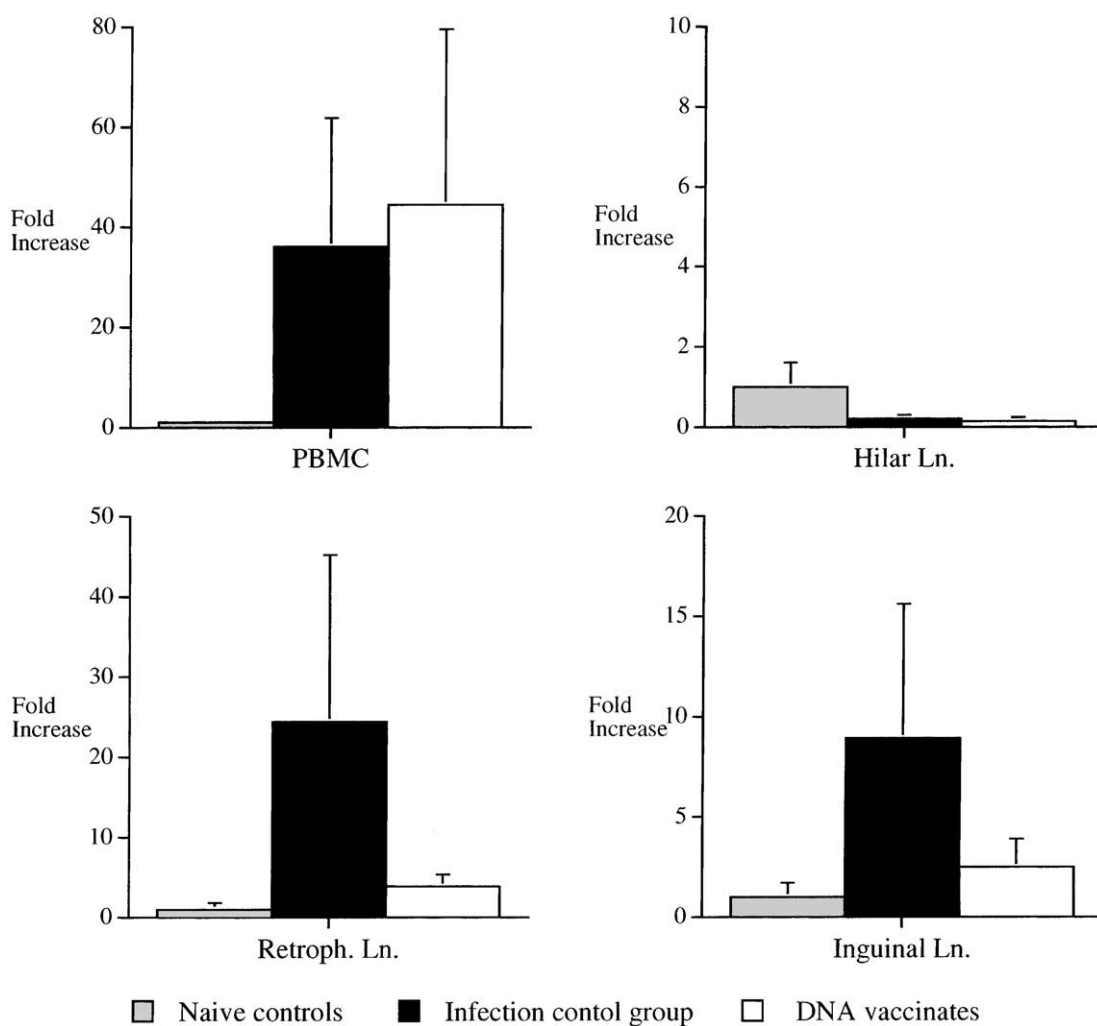 80
60
40
20
0
Fold
Increase
PBMC
10
8
6
4
2
0
Fold
Increase
Hilar Ln.
50
40
30
20
10
0
Fold
Increase
Retroph. Ln.
20
15
10
5
0
Fold
Increase
Inguinal Ln.
Naive controls Infection contol group DNA vaccinates